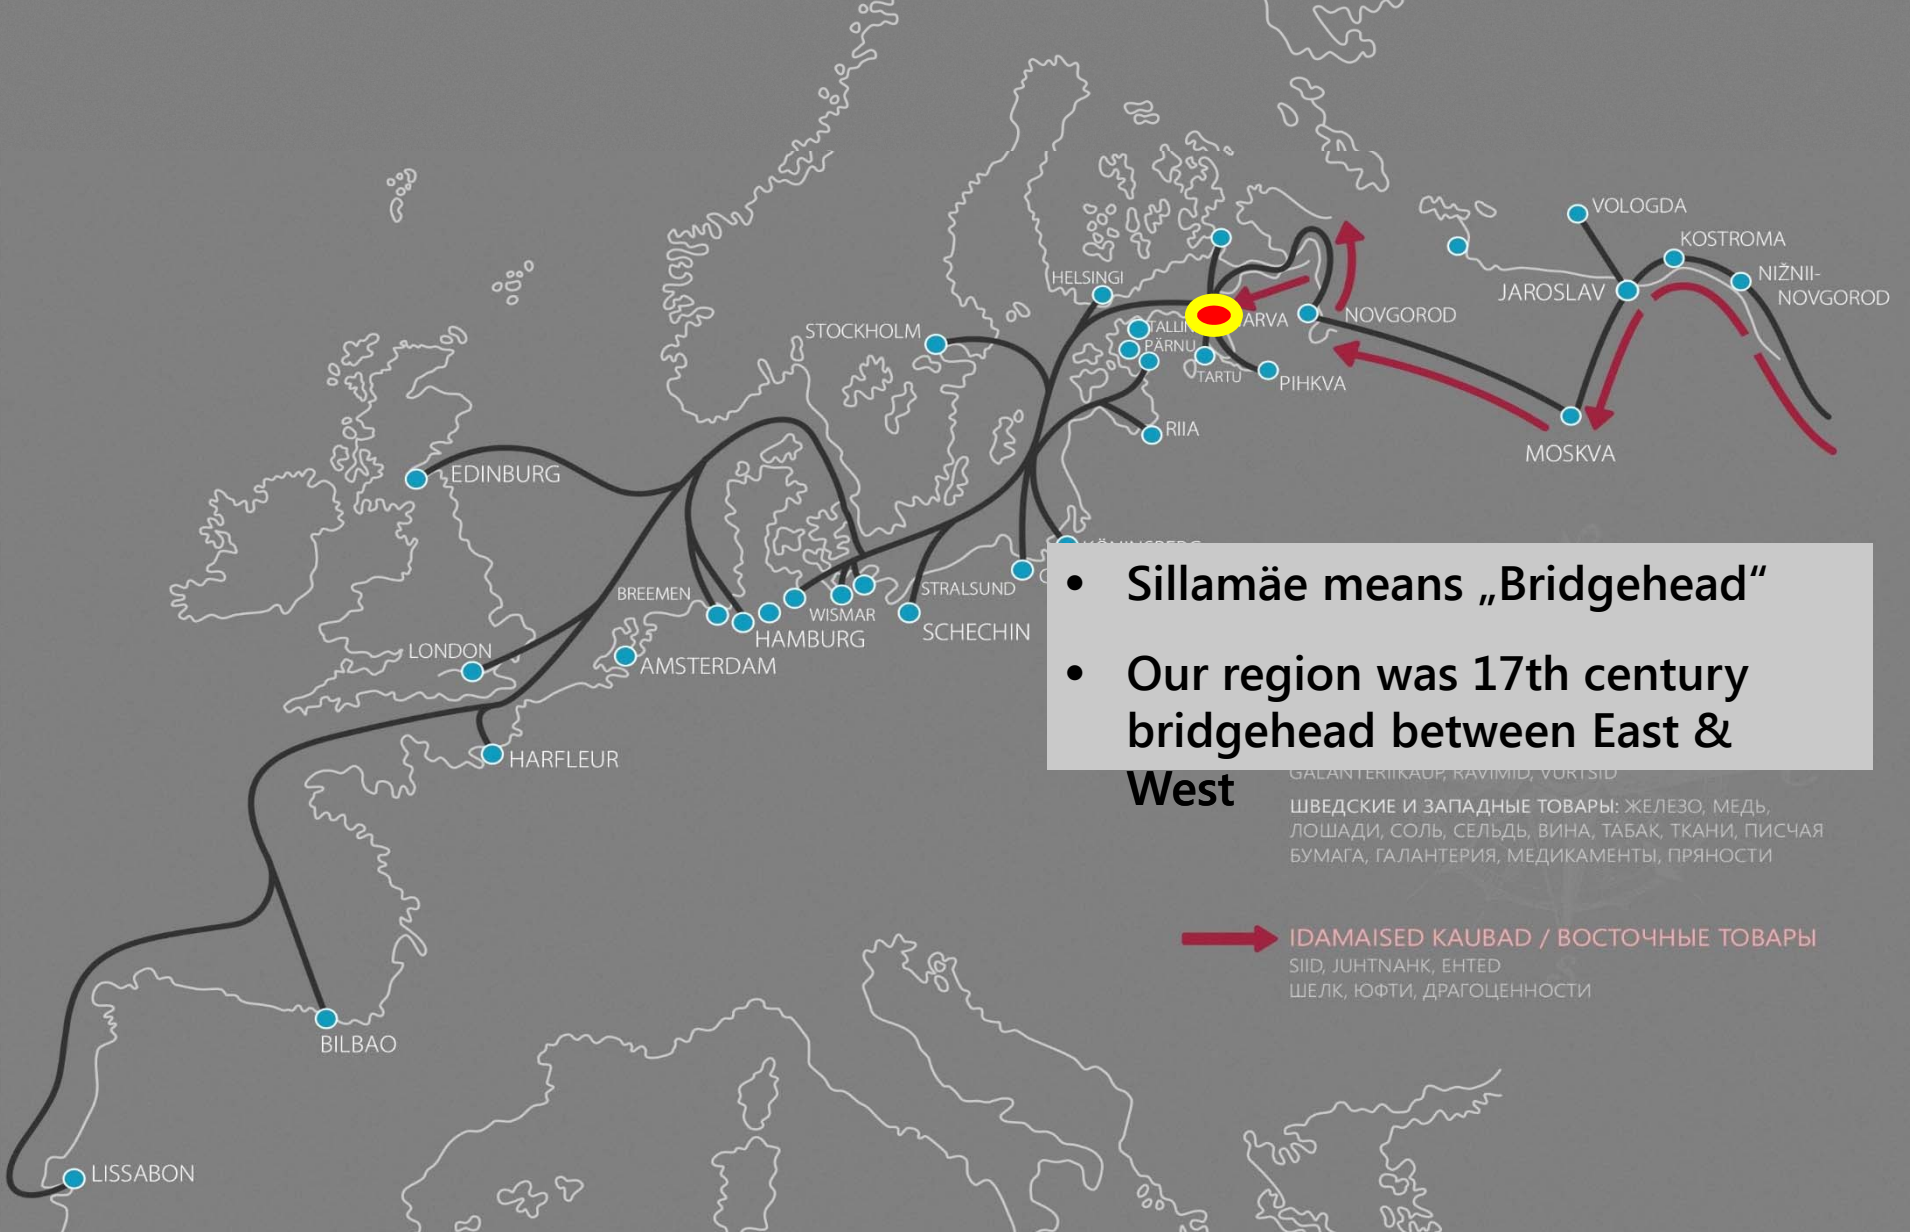 VOLOGDA
KOSTROMA
NIŽNII-
NOVGOROD
JAROSLAV
HELSINGI
NOVGOROD
STOCKHOLM
PÄRNU
TARTU
PIHKVA
RIIA
MOSKVA
EDINBURG
BREEMEN
STRALSUND
WISMAR
HAMBURG
SCHECHIN
LONDON
AMSTERDAM
HARFLEUR
• Sillamäe means „Bridgehead“
• Our region was 17th century
bridgehead between East &
West
GALANTERIIKAUP, RAVIMID, VÜRTSID
ШВЕДСКИЕ И ЗАПАДНЫЕ ТОВАРЫ: ЖЕЛЕЗО, МЕДЬ,
ЛОШАДИ, СОЛЬ, СЕЛЬДЬ, ВИНА, ТАБАК, ТКАНИ, ПИСЧАЯ
БУМАГА, ГАЛАНТЕРИЯ, МЕДИКАМЕНТЫ, ПРЯНОСТИ
IDAMAISED KAUBAD / ВОСТОЧНЫЕ ТОВАРЫ
SIID, JUHTNAHK, EHTED
ШЕЛК, ЮФТИ, ДРАГОЦЕННОСТИ
BILBAO
LISSABON